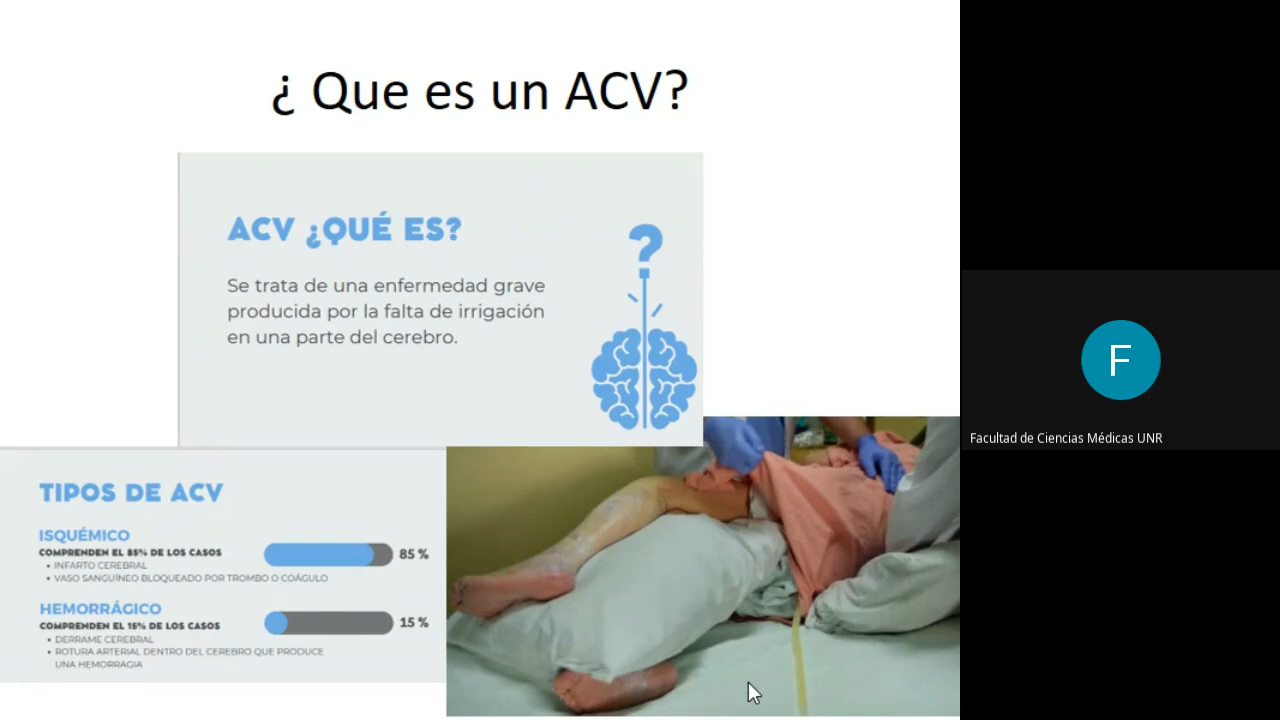 ¿ Que es un ACV?
ACV ¿QUÉ ES?
?
Se trata de una enfermedad grave
producida por la falta de irrigación
en una parte del cerebro.
TIPOS DE ACV
ISQUÉMICO
COMPRENDEN EL 85% DE LOS CASOS
• INFARTO CEREBRAL
• VASO SANGUÍNEO BLOQUEADO POR TROMBO O COÁGULO
85 %
HEMORRÁGICO
COMPRENDEN EL 15% DE LOS CASOS
• DERRAME CEREBRAL
• ROTURA ARTERIAL DENTRO DEL CEREBRO QUE PRODUCE
UNA HEMORRAGIA
15 %
F
Facultad de Ciencias Médicas UNR